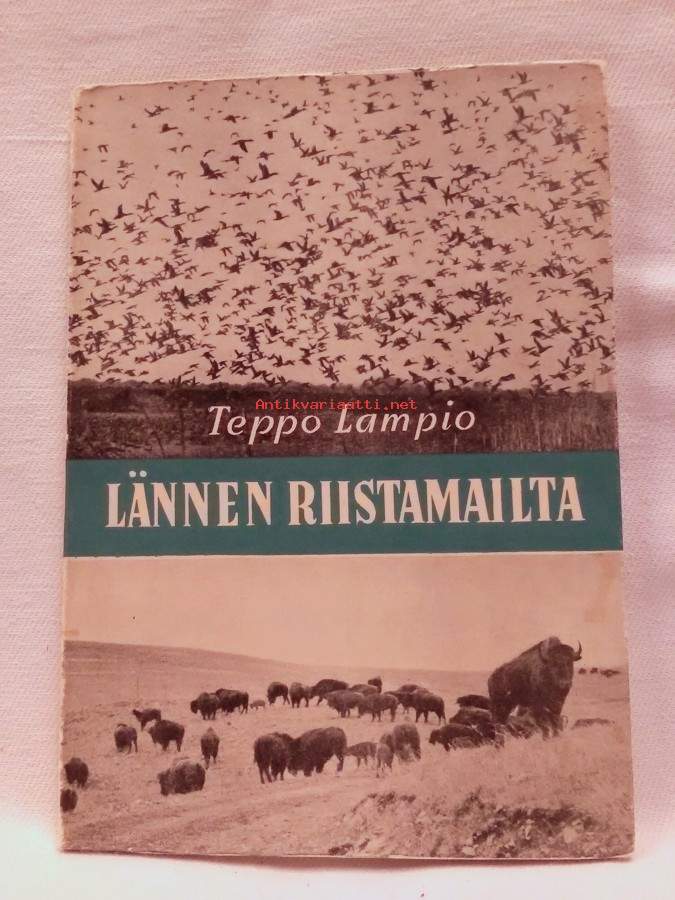 Antikvariaatti.net
Teppo Lampio
LÄNNEN RIISTAMAILTA